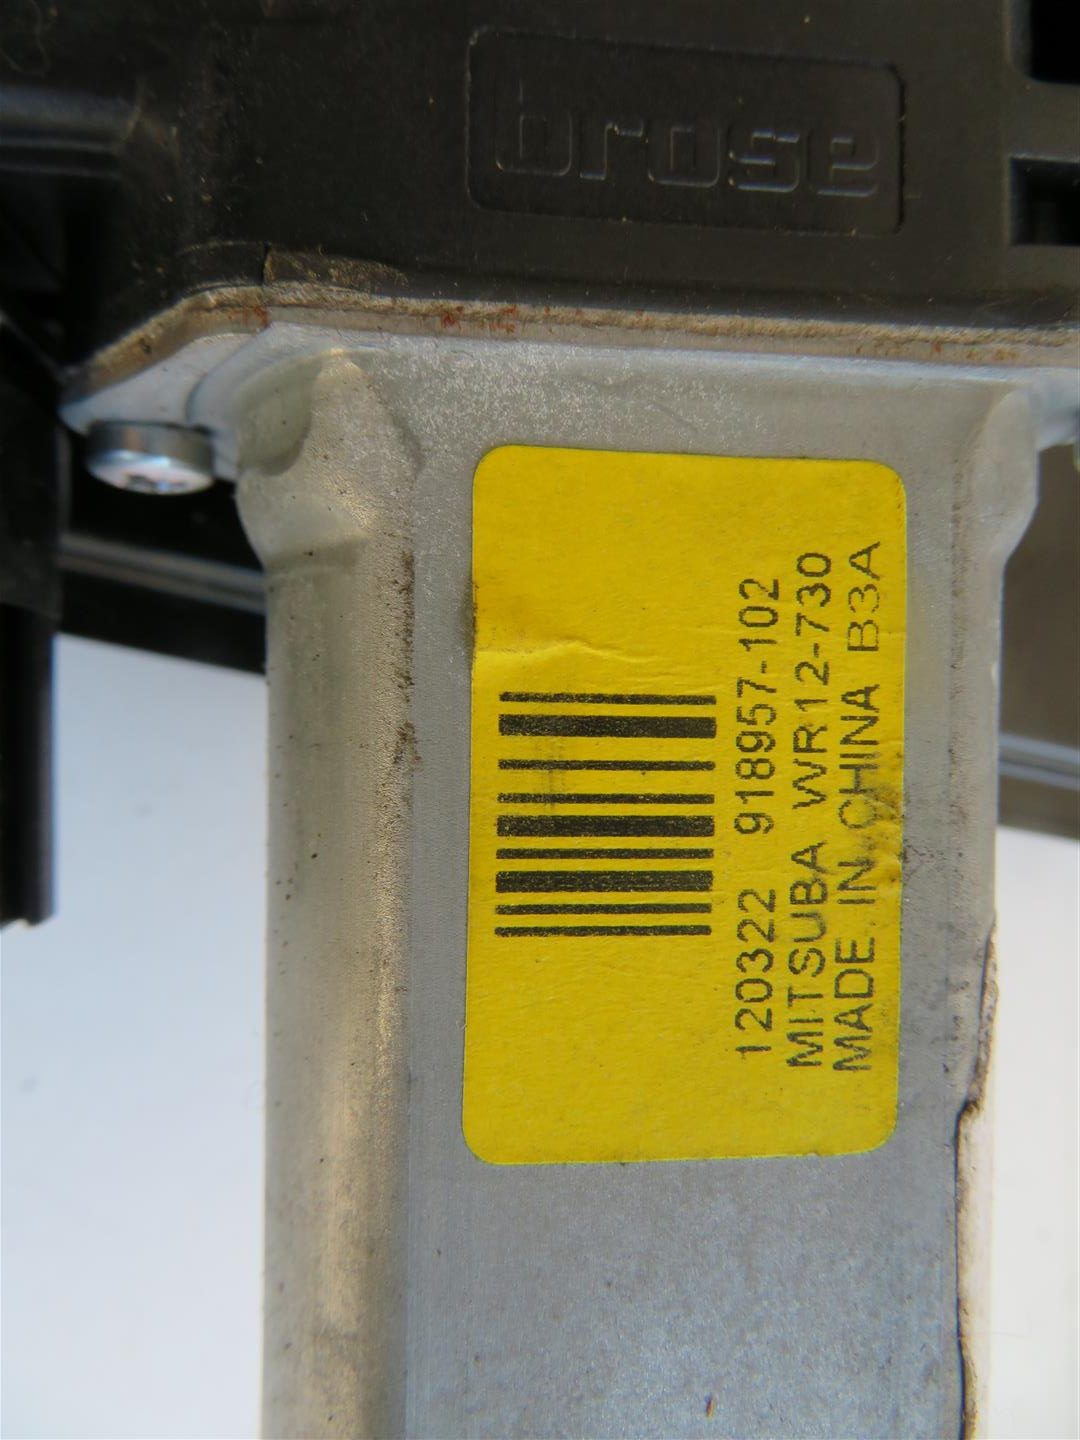 brose
120322 918957-102
MITSUBA WR12-730
MADE IN CHINA B3A